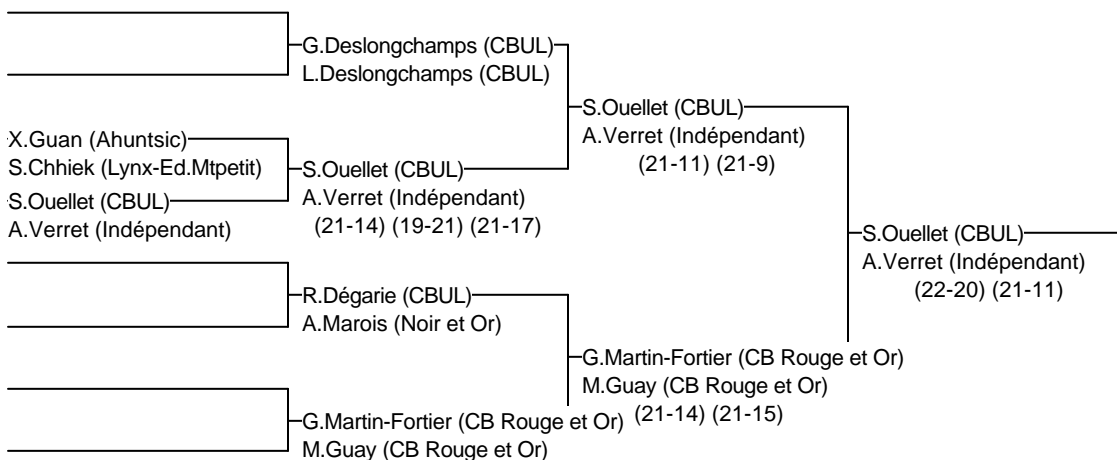 G.Deslongchamps (CBUL)
L.Deslongchamps (CBUL)
S.Ouellet (CBUL)
A.Verret (Indépendant)
(21-11) (21-9)
X.Guan (Ahuntsic)
S.Chhiek (Lynx-Ed.Mtpetit)
S.Ouellet (CBUL)
A.Verret (Indépendant)
S.Ouellet (CBUL)
A.Verret (Indépendant)
(21-14) (19-21) (21-17)
S.Ouellet (CBUL)
A.Verret (Indépendant)
(22-20) (21-11)
R.Dégarie (CBUL)
A.Marois (Noir et Or)
G.Martin-Fortier (CB Rouge et Or)
M.Guay (CB Rouge et Or)
(21-14) (21-15)
G.Martin-Fortier (CB Rouge et Or)
M.Guay (CB Rouge et Or)